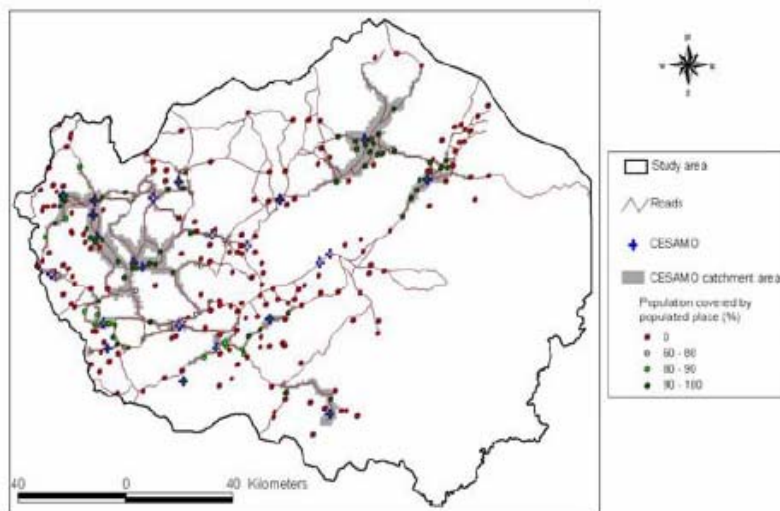 N
Study area
Roads
CESAMO
CESAMO catchment area
Population covered by
populated place (%)
0
60 - 80
80 - 90
90 - 100
40 0 40 Kilometers